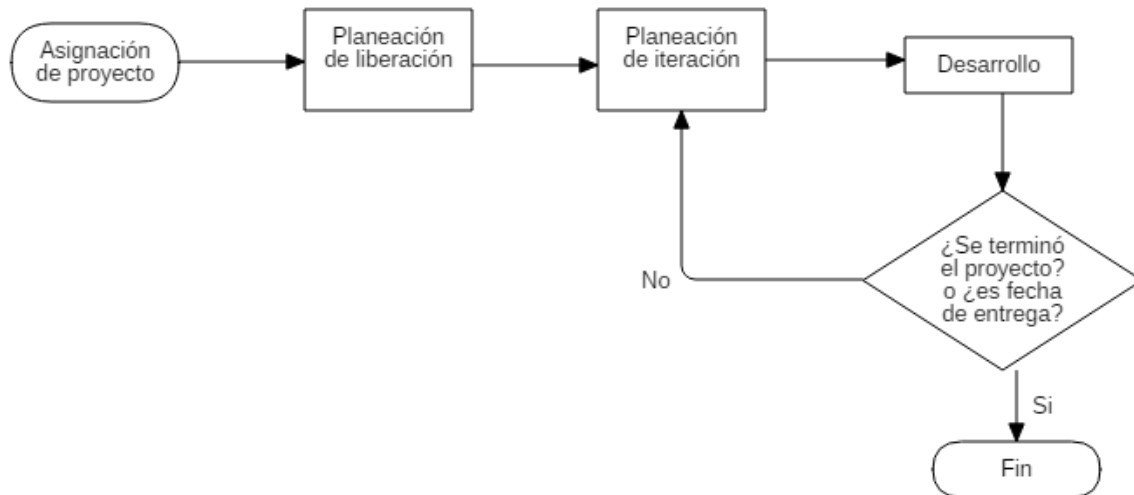 Asignación
de proyecto
Planeación
de liberación
Planeación
de iteración
Desarrollo
¿Se terminó
el proyecto?
o ¿es fecha
de entrega?
No
Si
Fin